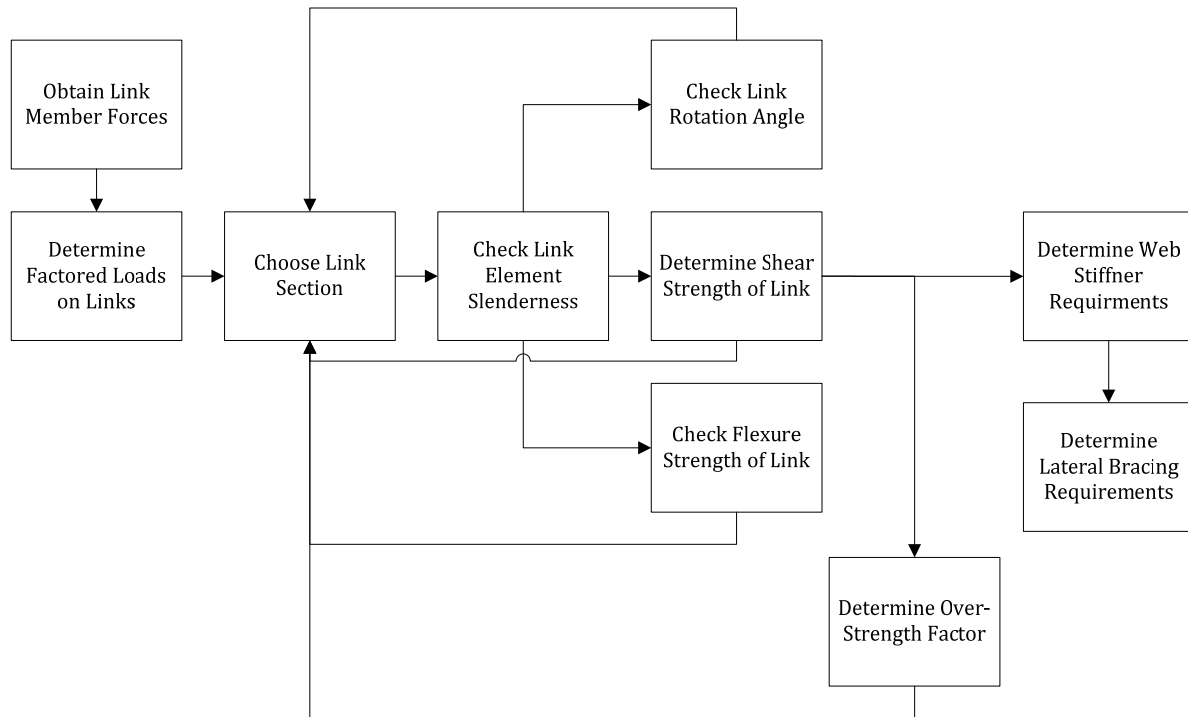 Obtain Link
Member Forces
Check Link
Rotation Angle
Determine
Factored Loads
on Links
Choose Link
Section
Check Link
Element
Slenderness
Determine Shear
Strength of Link
Determine Web
Stiffner
Requirments
Check Flexure
Strength of Link
Determine
Lateral Bracing
Requirements
Determine Over-
Strength Factor